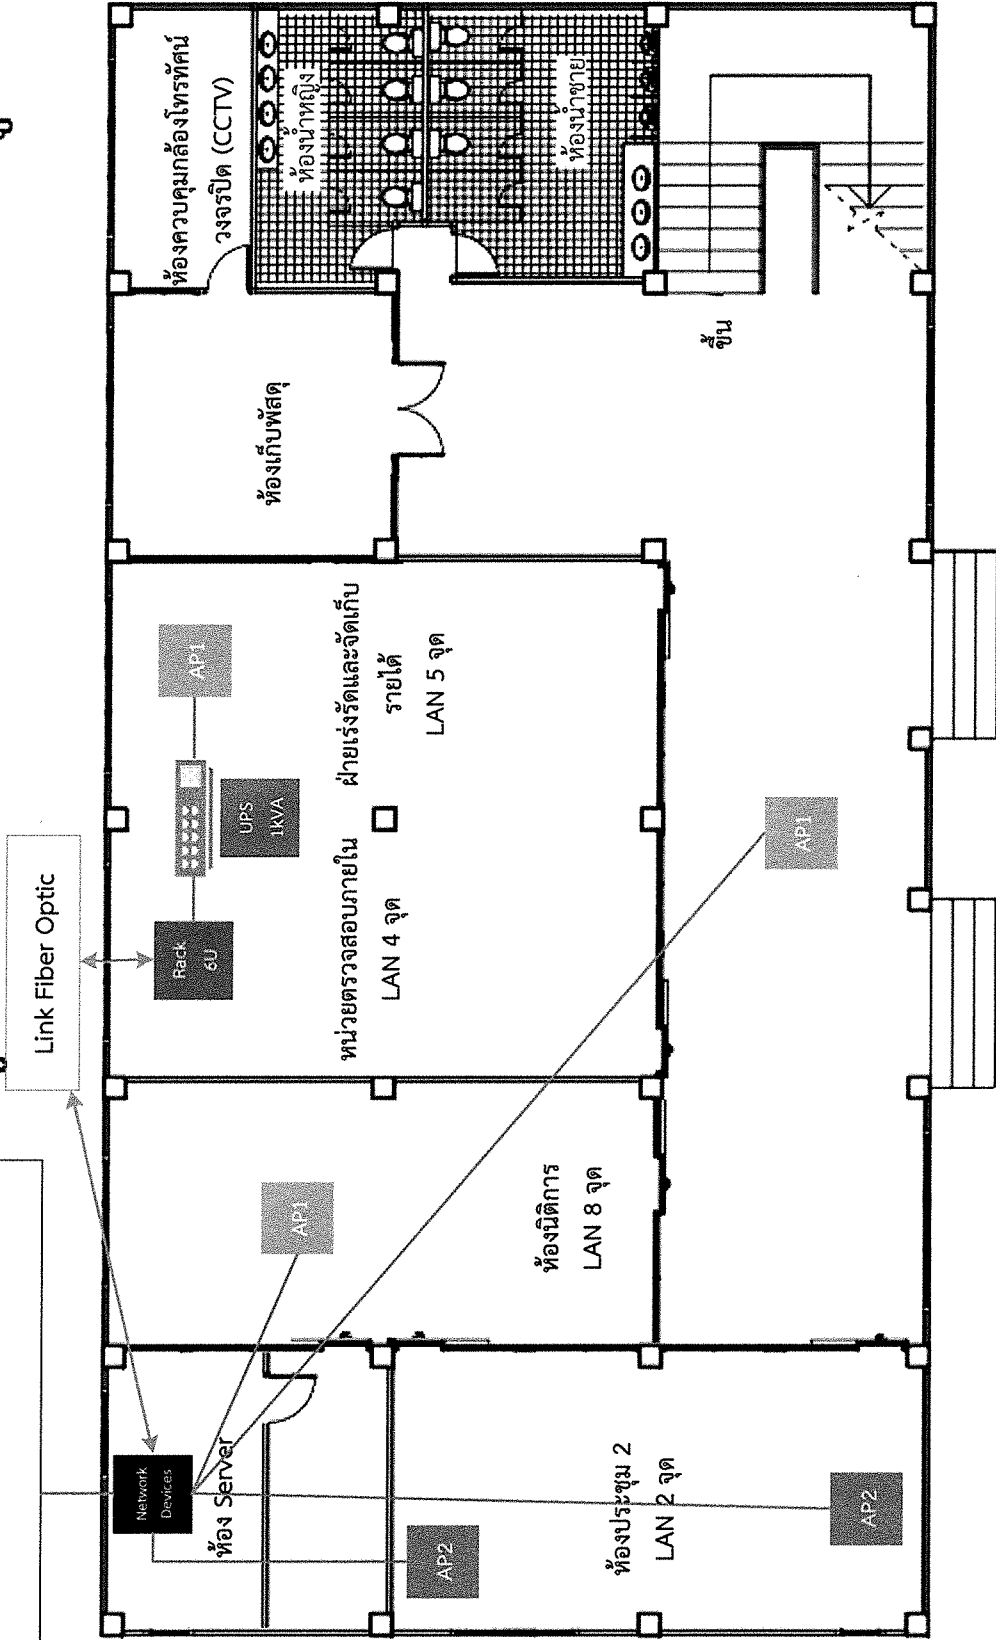 Link Fiber Optic
Network
Devices
ห้อง Server
AP1
Rack
6U
UPS
1kVA
AP1
ห้องเก็บพัสดุ
ห้องควบคุมกล้องโทรทัศน์
วงจรปิด (CCTV)
ห้องน้ำหญิง
ห้องน้ำชาย
หน่วยตรวจสอบภายใน
LAN 4 จุด
ฝ่ายเร่งรัดและจัดเก็บ
รายได้
LAN 5 จุด
ห้องนิติการ
LAN 8 จุด
AP2
ห้องประชุม 2
LAN 2 จุด
AP2
AP1
ขึ้น